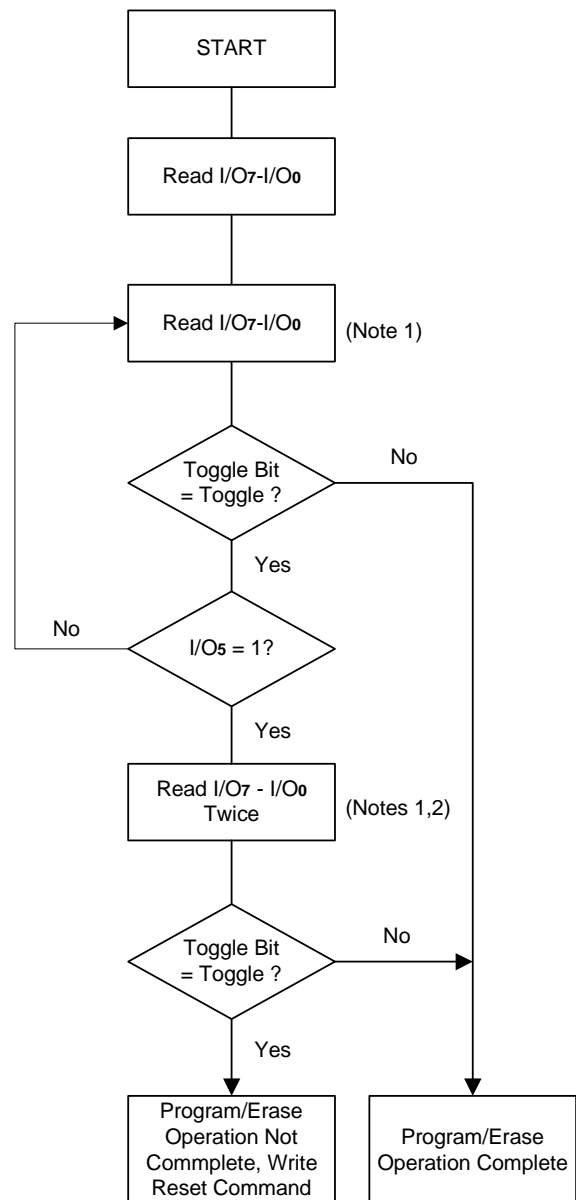 START
Read I/O7-I/O0
Read I/O7-I/O0
(Note 1)
Toggle Bit
= Toggle ?
No
Yes
I/O5 = 1?
No
Yes
Read I/O7 - I/O0
Twice
(Notes 1,2)
Toggle Bit
= Toggle ?
No
Yes
Program/Erase
Operation Not
Commplete, Write
Reset Command
Program/Erase
Operation Complete